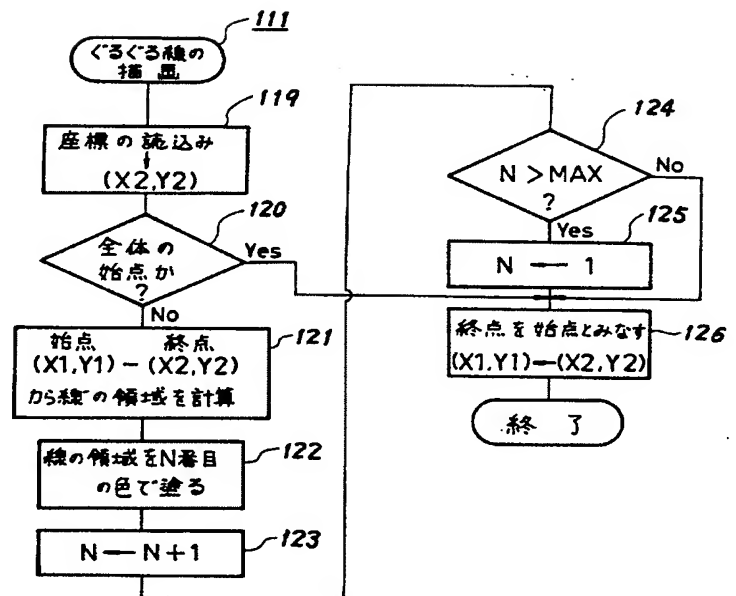 111
ぐるぐる線の
描画
119
座標の読込み
↓
(X2,Y2)
120
全体の
始点か
?
Yes
No
121
始点 終点
(X1,Y1) − (X2,Y2)
から線の領域を計算
122
線の領域をN番目
の色で塗る
123
N ← N+1
124
N > MAX
?
No
Yes
125
N ← 1
126
終点を始点とみなす
(X1,Y1)←(X2,Y2)
終了